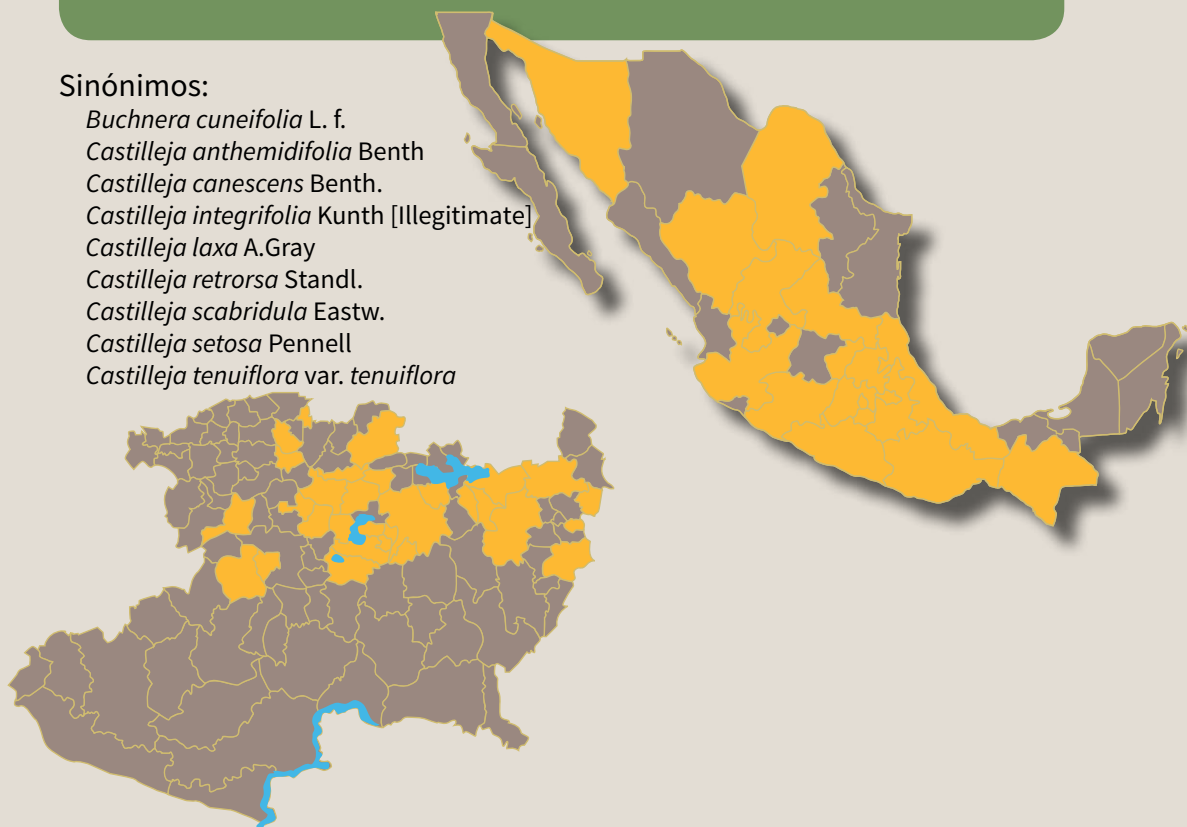 Sinónimos:
Buchnera cuneifolia L. f.
Castilleja anthemidifolia Benth
Castilleja canescens Benth.
Castilleja integrifolia Kunth [Illegitimate]
Castilleja laxa A.Gray
Castilleja retrorsa Standl.
Castilleja scabridula Eastw.
Castilleja setosa Pennell
Castilleja tenuiflora var. tenuiflora